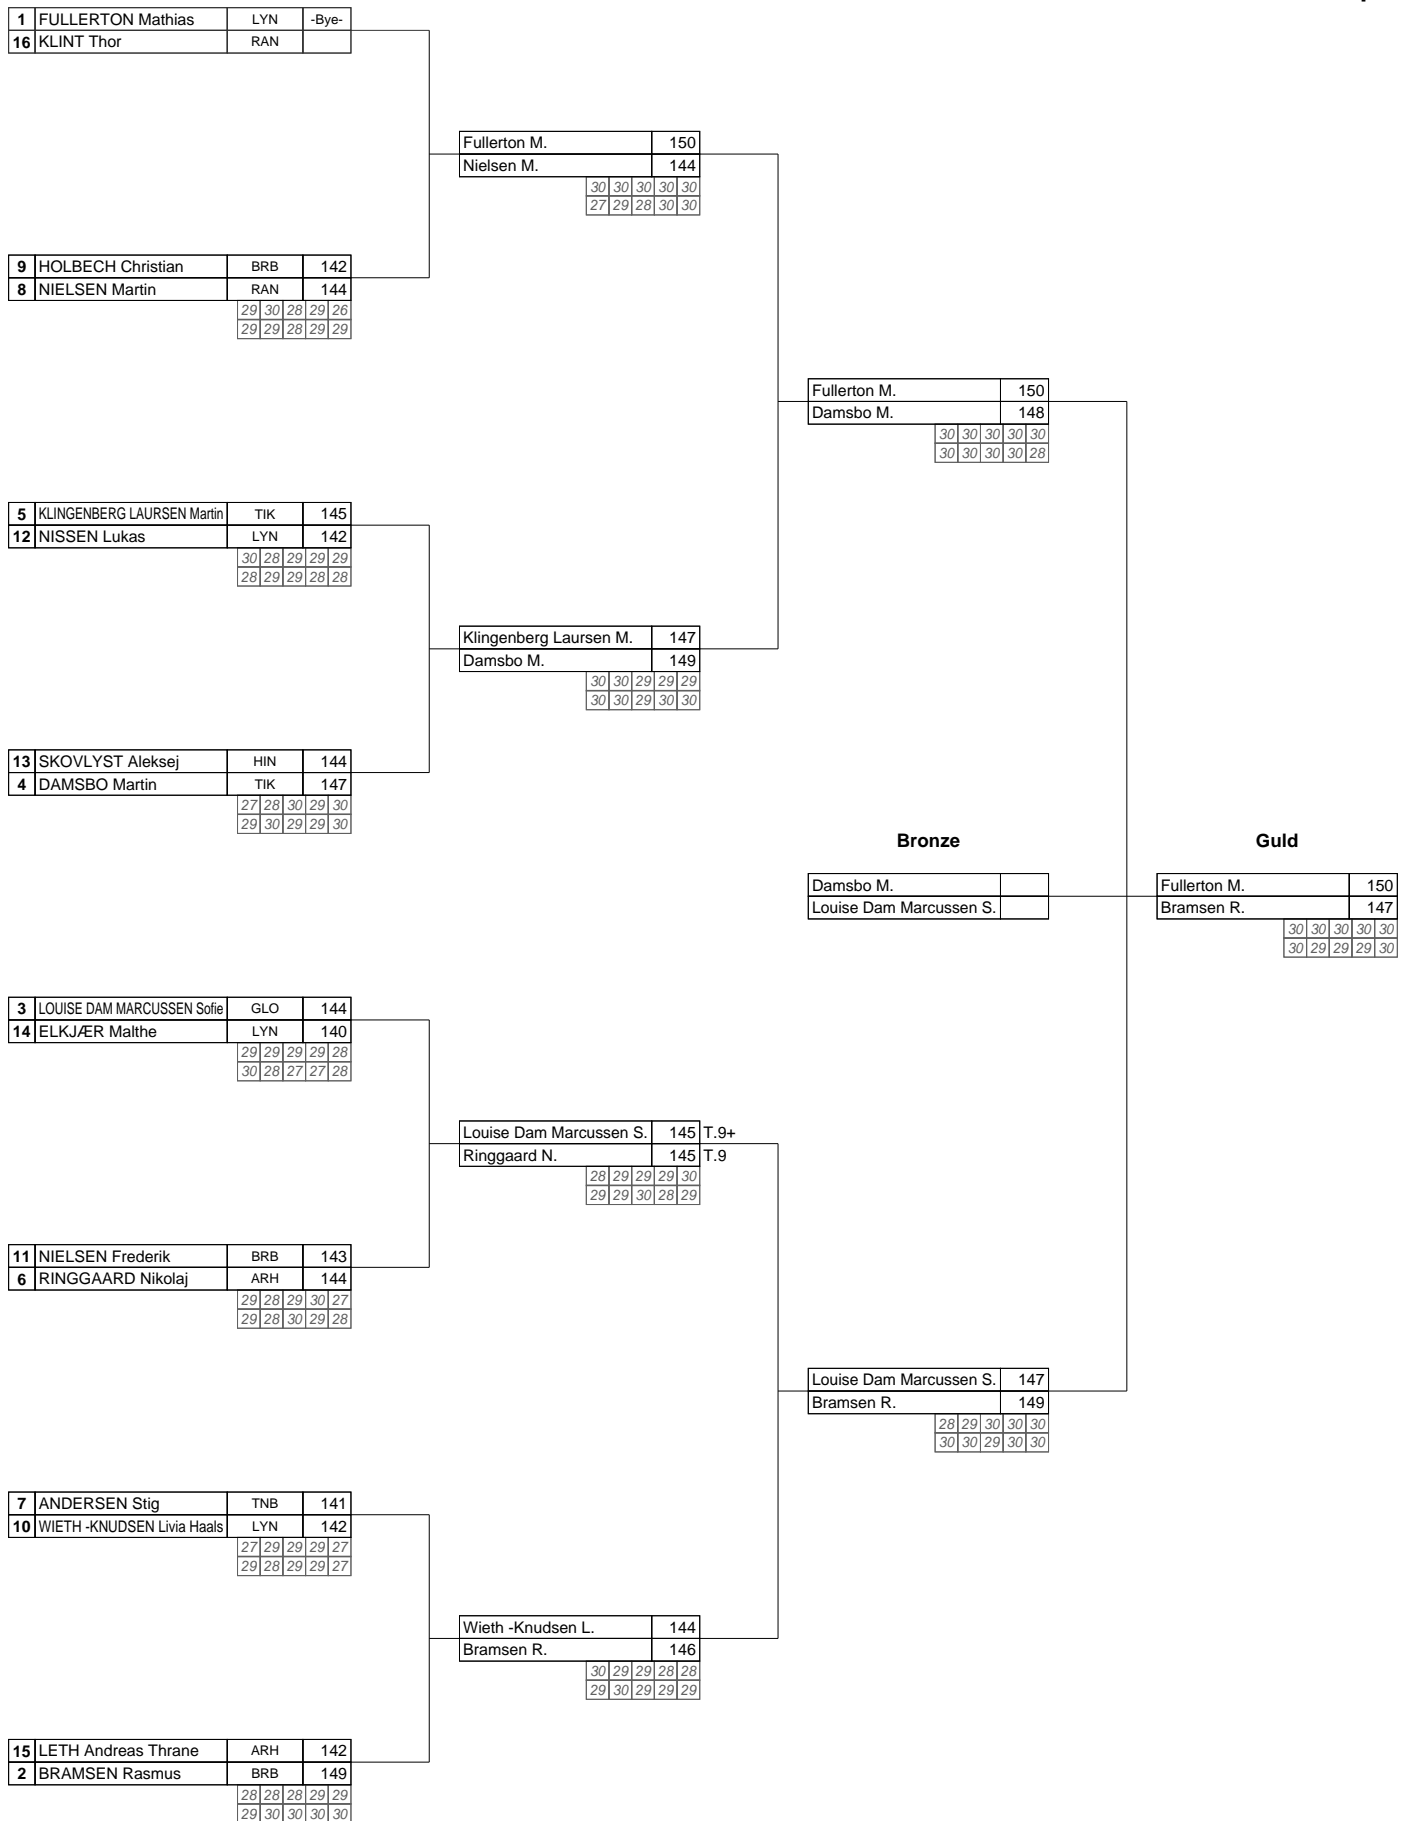 1 FULLERTON Mathias LYN -Bye-
16 KLINT Thor RAN
Fullerton M. 150
Nielsen M. 144
30 30 30 30 30
27 29 28 30 30
9 HOLBECH Christian BRB 142
8 NIELSEN Martin RAN 144
29 30 28 29 26
29 29 28 29 29
Fullerton M. 150
Damsbo M. 148
30 30 30 30 30
30 30 30 30 28
5 KLINGENBERG LAURSEN Martin TIK 145
12 NISSEN Lukas LYN 142
30 28 29 29 29
28 29 29 28 28
Klingenberg Laursen M. 147
Damsbo M. 149
30 30 29 29 29
30 30 29 30 30
13 SKOVLYST Aleksej HIN 144
4 DAMSBO Martin TIK 147
27 28 30 29 30
29 30 29 29 30
Bronze Guld
Damsbo M. Fullerton M. 150
Louise Dam Marcussen S. Bramsen R. 147
30 30 30 30 30
30 29 29 29 30
3 LOUISE DAM MARCUSSEN Sofie GLO 144
14 ELKJÆR Malthe LYN 140
29 29 29 29 28
30 28 27 27 28
Louise Dam Marcussen S. 145 T.9+
Ringgaard N. 145 T.9
28 29 29 29 30
29 29 30 28 29
11 NIELSEN Frederik BRB 143
6 RINGGAARD Nikolaj ARH 144
29 28 29 30 27
29 28 30 29 28
Louise Dam Marcussen S. 147
Bramsen R. 149
28 29 30 30 30
30 30 29 30 30
7 ANDERSEN Stig TNB 141
10 WIETH -KNUDSEN Livia Haals LYN 142
27 29 29 29 27
29 28 29 29 27
Wieth -Knudsen L. 144
Bramsen R. 146
30 29 29 28 28
29 30 29 29 29
15 LETH Andreas Thrane ARH 142
2 BRAMSEN Rasmus BRB 149
28 28 28 29 29
29 30 30 30 30